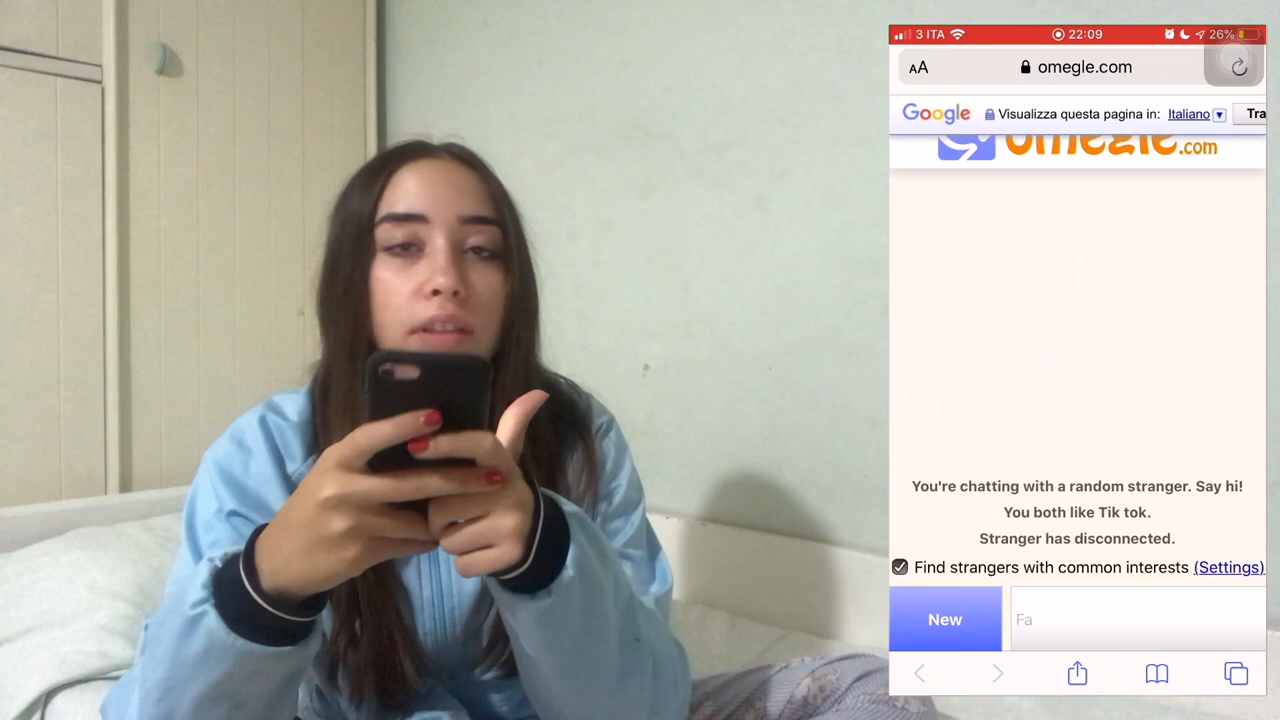 3 ITA
22:09
26%
AA
omegle.com
Google
Visualizza questa pagina in: Italiano
Tra
omegle.com
You're chatting with a random stranger. Say hi!
You both like Tik tok.
Stranger has disconnected.
Find strangers with common interests (Settings)
New
Fa